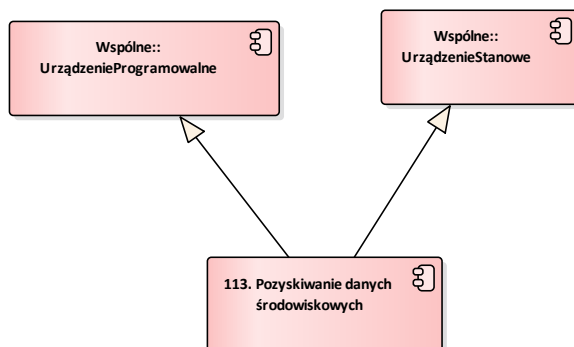 Wspólne::
UrządzenieProgramowalne
Wspólne::
UrządzenieStanowe
113. Pozyskiwanie danych
środowiskowych